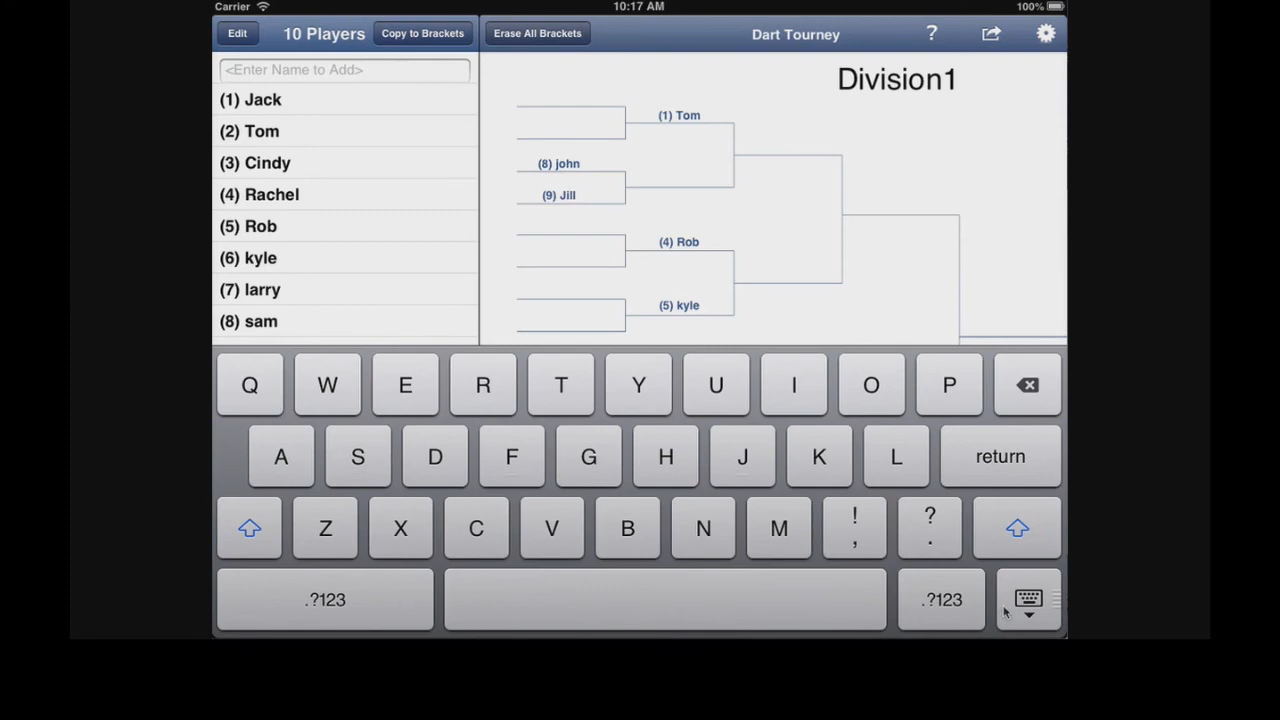 Carrier 10:17 AM 100%
Edit 10 Players Copy to Brackets Erase All Brackets Dart Tourney ?
<Enter Name to Add>
(1) Jack
(2) Tom
(3) Cindy
(4) Rachel
(5) Rob
(6) kyle
(7) larry
(8) sam
Division1
(1) Tom
(8) john
(9) Jill
(4) Rob
(5) kyle
Q W E R T Y U I O P
A S D F G H J K L return
Z X C V B N M ! , ? .
.?123 .?123